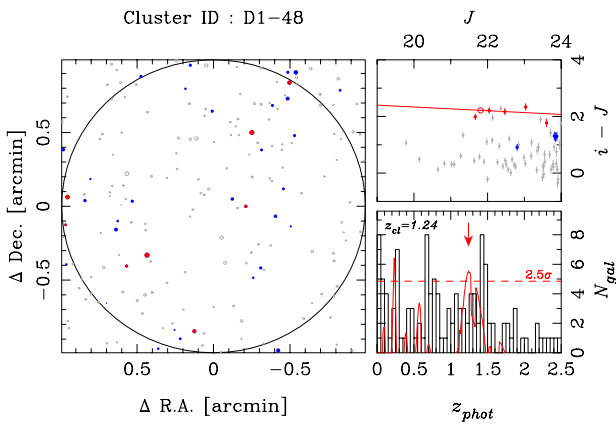 Cluster ID : D1-48
J
20 22 24
0.5 0 −0.5
Δ Dec. [arcmin]
0.5 0 −0.5
Δ R.A. [arcmin]
4 2 0
i − J
z_cl=1.24
2.5σ
8 6 4 2 0
N_gal
0 0.5 1 1.5 2 2.5
z_phot